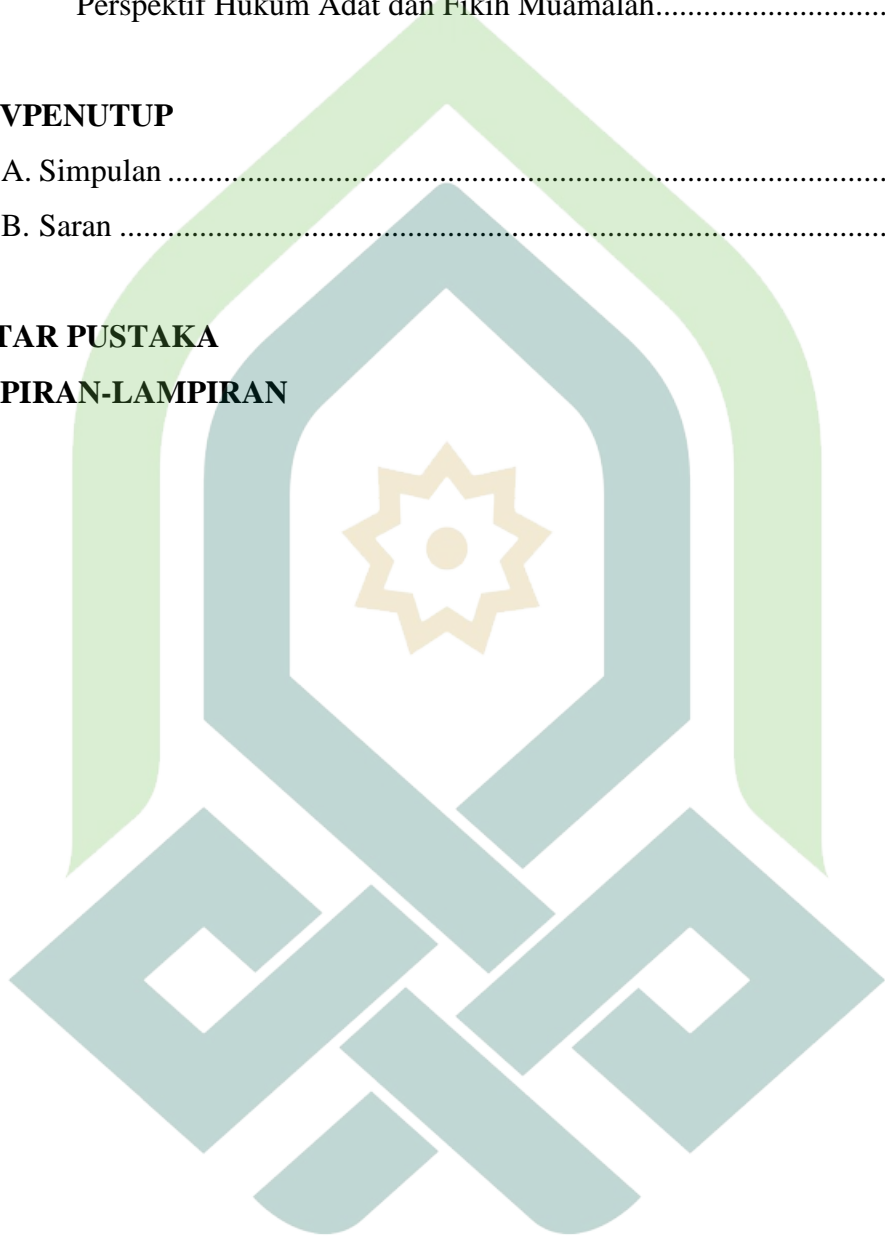 Perspektif Hukum Adat dan Fikih Muamalah..............................
VPENUTUP
A. Simpulan ..........................................................................................
B. Saran ................................................................................................
TAR PUSTAKA
PIRAN-LAMPIRAN